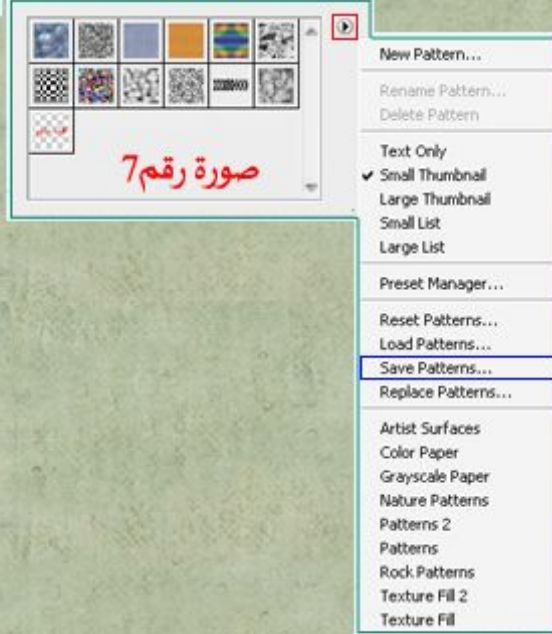 صورة رقم7
New Pattern...
Rename Pattern...
Delete Pattern
Text Only
Small Thumbnail
Large Thumbnail
Small List
Large List
Preset Manager...
Reset Patterns...
Load Patterns...
Save Patterns...
Replace Patterns...
Artist Surfaces
Color Paper
Grayscale Paper
Nature Patterns
Patterns 2
Patterns
Rock Patterns
Texture Fill 2
Texture Fill